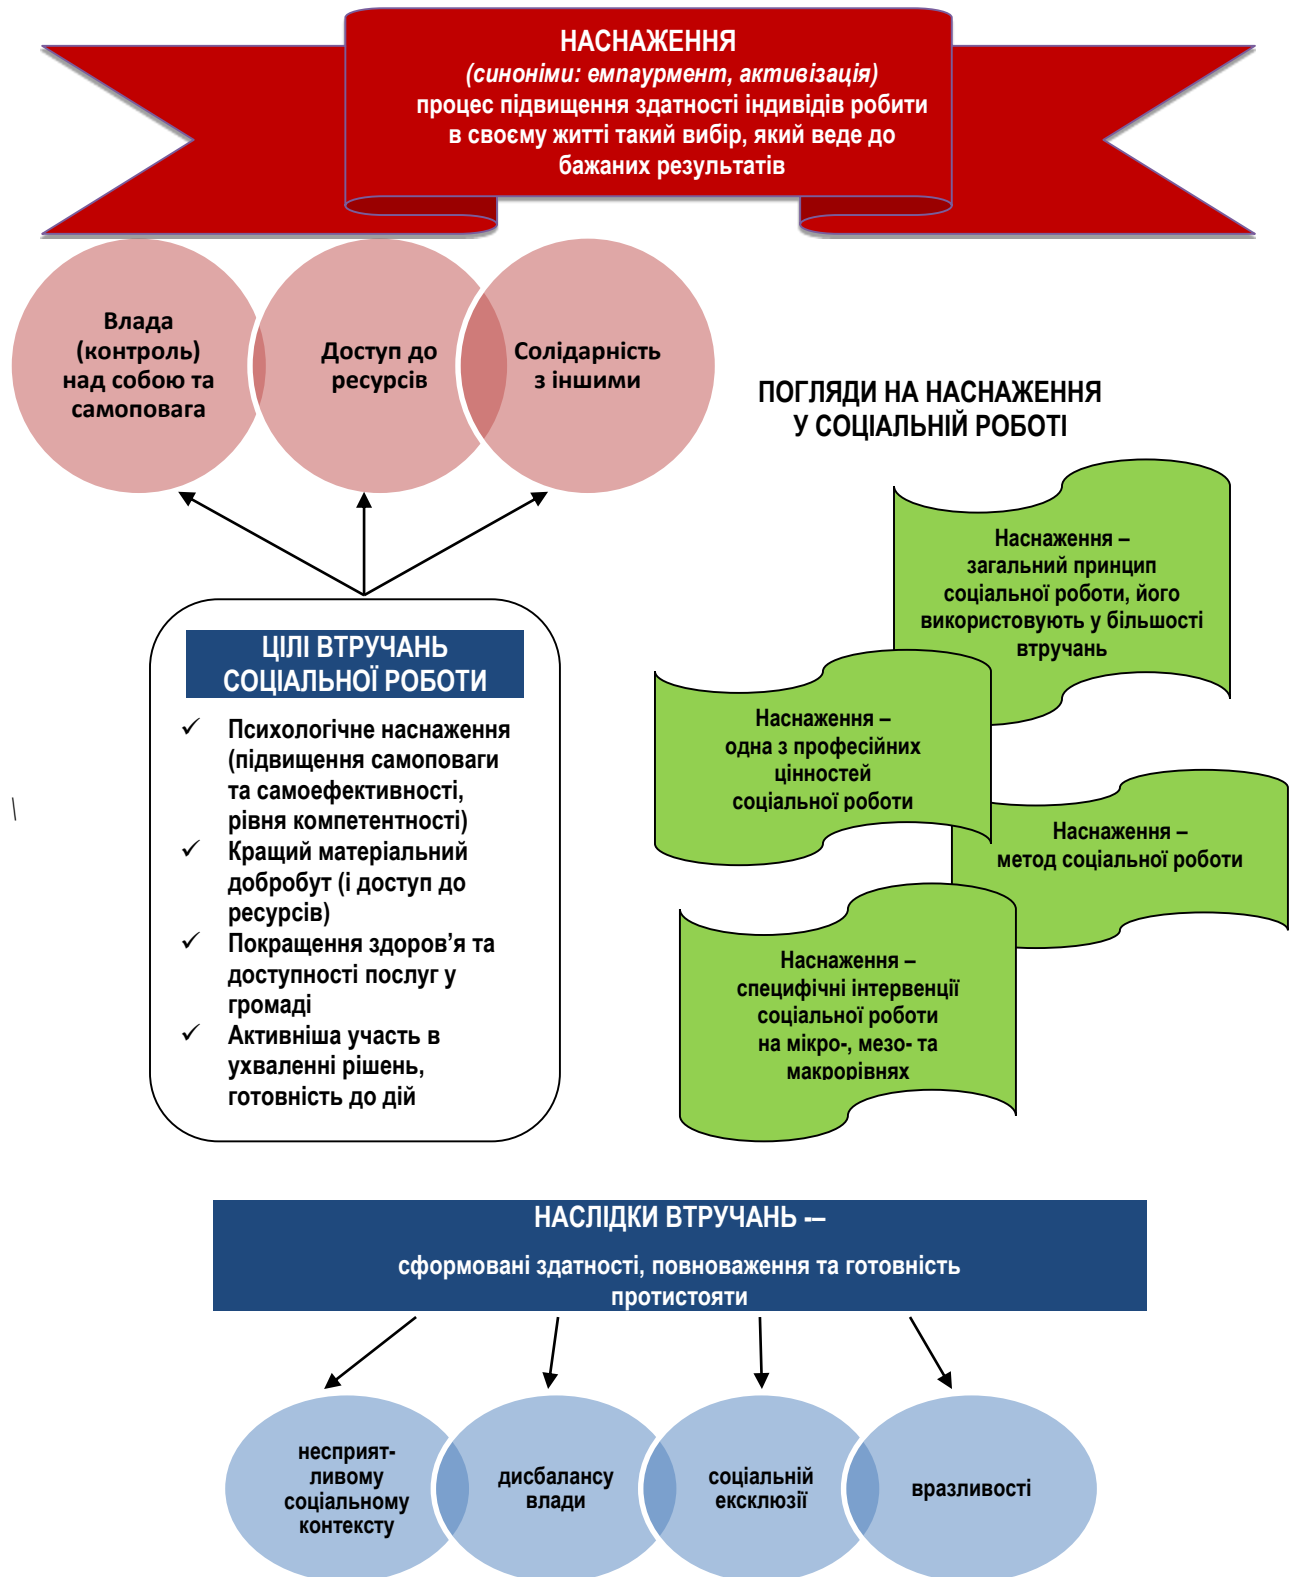 НАСНАЖЕННЯ
(синоніми: емпаурмент, активізація)
процес підвищення здатності індивідів робити
в своєму житті такий вибір, який веде до
бажаних результатів
Влада
(контроль)
над собою та
самоповага
Доступ до
ресурсів
Солідарність
з іншими
ПОГЛЯДИ НА НАСНАЖЕННЯ
У СОЦІАЛЬНІЙ РОБОТІ
Наснаження –
загальний принцип
соціальної роботи, його
використовують у більшості
втручань
Наснаження –
одна з професійних
цінностей
соціальної роботи
Наснаження –
метод соціальної роботи
Наснаження –
специфічні інтервенції
соціальної роботи
на мікро-, мезо- та
макрорівнях
ЦІЛІ ВТРУЧАНЬ
СОЦІАЛЬНОЇ РОБОТИ
✓ Психологічне наснаження
(підвищення самоповаги
та самоефективності,
рівня компетентності)
✓ Кращий матеріальний
добробут (і доступ до
ресурсів)
✓ Покращення здоров’я та
доступності послуг у
громаді
✓ Активніша участь в
ухваленні рішень,
готовність до дій
\
НАСЛІДКИ ВТРУЧАНЬ -–
сформовані здатності, повноваження та готовність
протистояти
несприят-
ливому
соціальному
контексту
дисбалансу
влади
соціальній
ексклюзії
вразливості